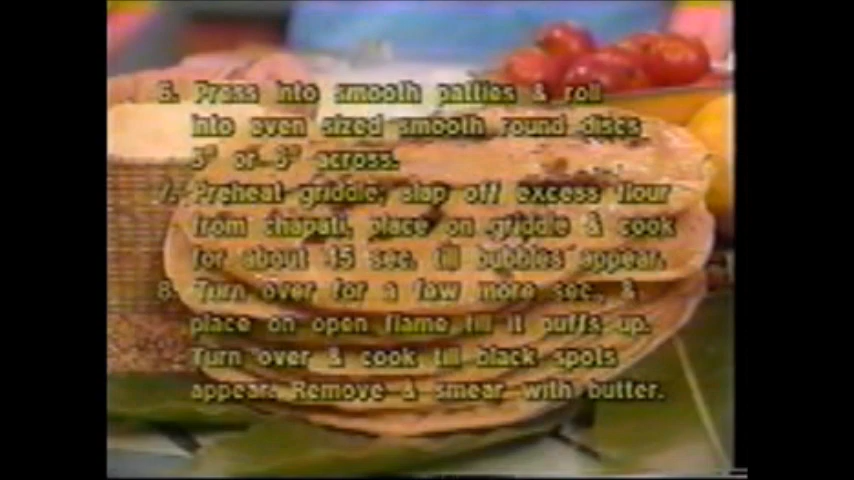 6. Press into smooth patties & roll
into even sized smooth round discs
5" or 6" across.
7. Preheat griddle, slap off excess flour
from chapati, place on griddle & cook
for about 45 sec. till bubbles appear.
8. Turn over for a few more sec., &
place on open flame till it puffs up.
Turn over & cook till black spots
appear. Remove & smear with butter.